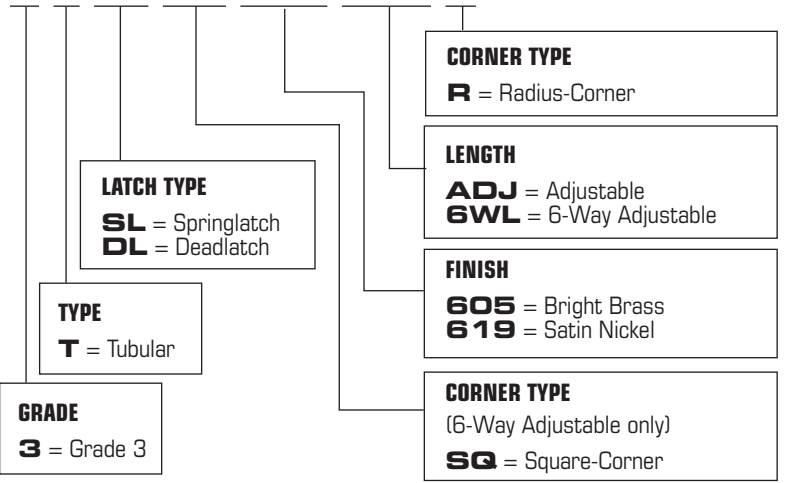 CORNER TYPE
R = Radius-Corner
LENGTH
ADJ = Adjustable
6WL = 6-Way Adjustable
LATCH TYPE
SL = Springlatch
DL = Deadlatch
FINISH
605 = Bright Brass
619 = Satin Nickel
TYPE
T = Tubular
CORNER TYPE
(6-Way Adjustable only)
SQ = Square-Corner
GRADE
3 = Grade 3